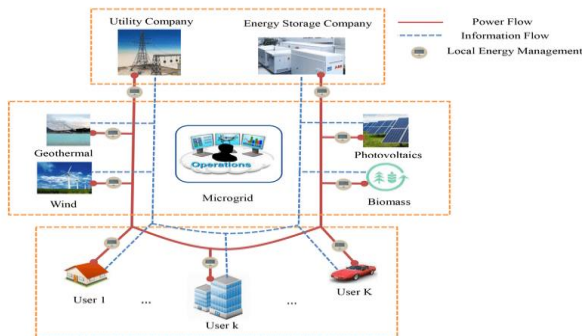 Utility Company
Energy Storage Company
Power Flow
Information Flow
Local Energy Management
Geothermal
Photovoltaics
Operations
Wind
Microgrid
Biomass
User 1
...
User k
...
User K